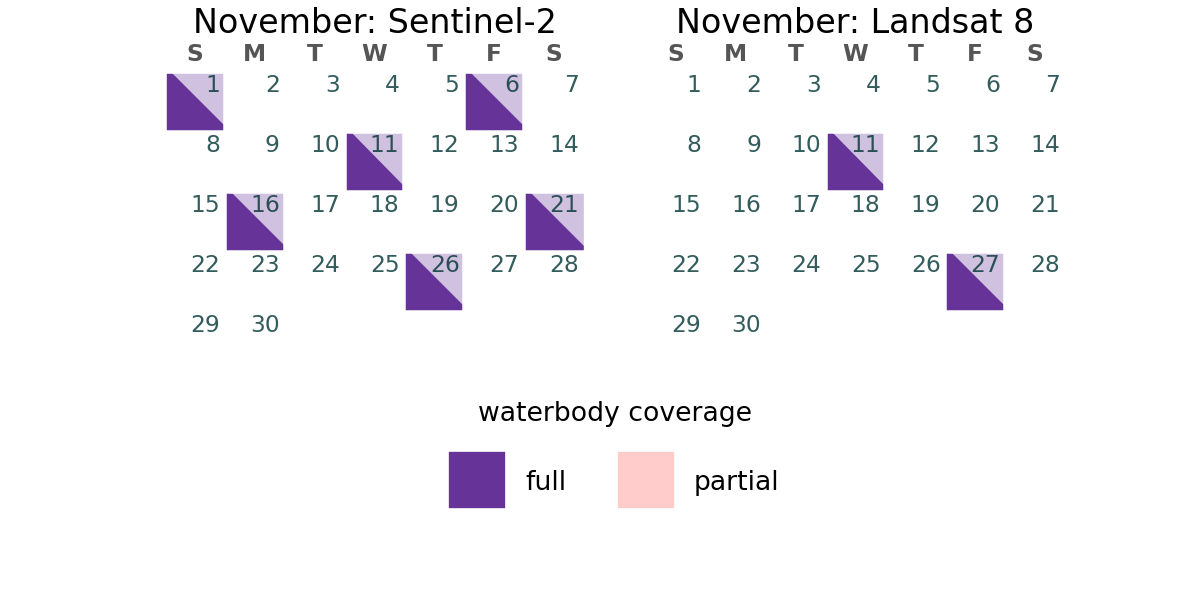 November: Sentinel-2
S M T W T F S
1 2 3 4 5 6 7
8 9 10 11 12 13 14
15 16 17 18 19 20 21
22 23 24 25 26 27 28
29 30
November: Landsat 8
S M T W T F S
1 2 3 4 5 6 7
8 9 10 11 12 13 14
15 16 17 18 19 20 21
22 23 24 25 26 27 28
29 30
waterbody coverage
full partial